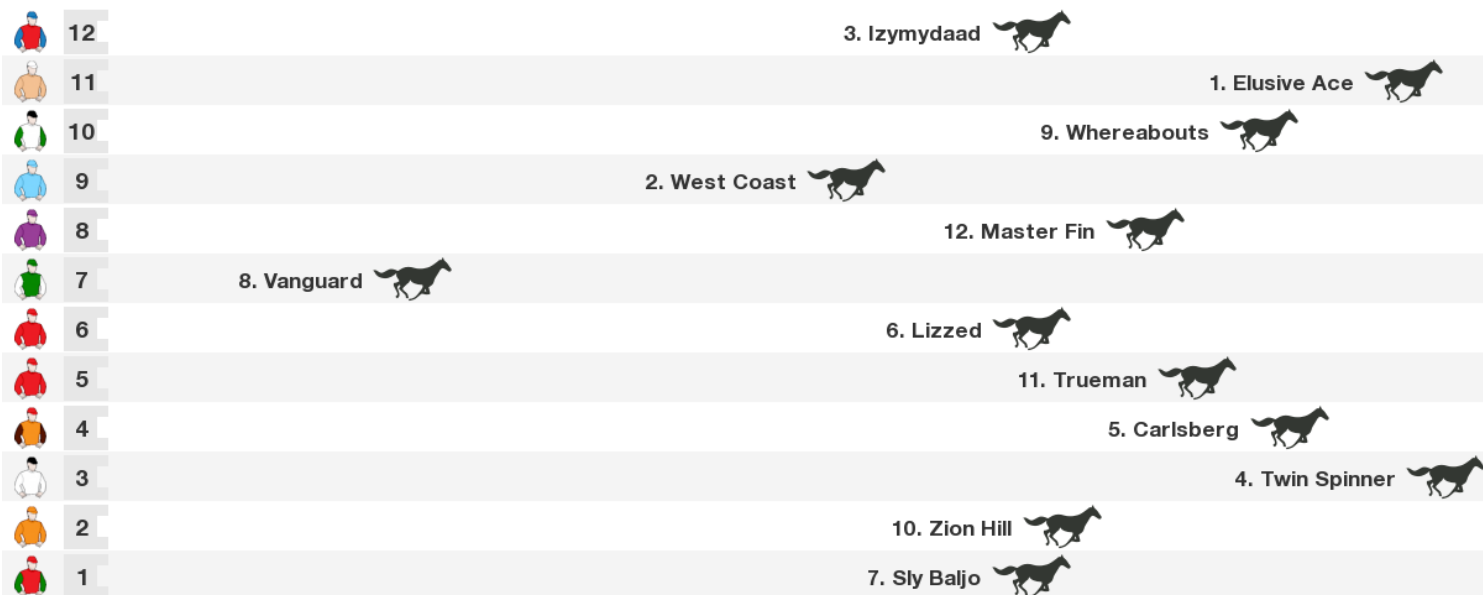 12 3. Izymydaad
11 1. Elusive Ace
10 9. Whereabouts
9 2. West Coast
8 12. Master Fin
7 8. Vanguard
6 6. Lizzed
5 11. Trueman
4 5. Carlsberg
3 4. Twin Spinner
2 10. Zion Hill
1 7. Sly Baljo